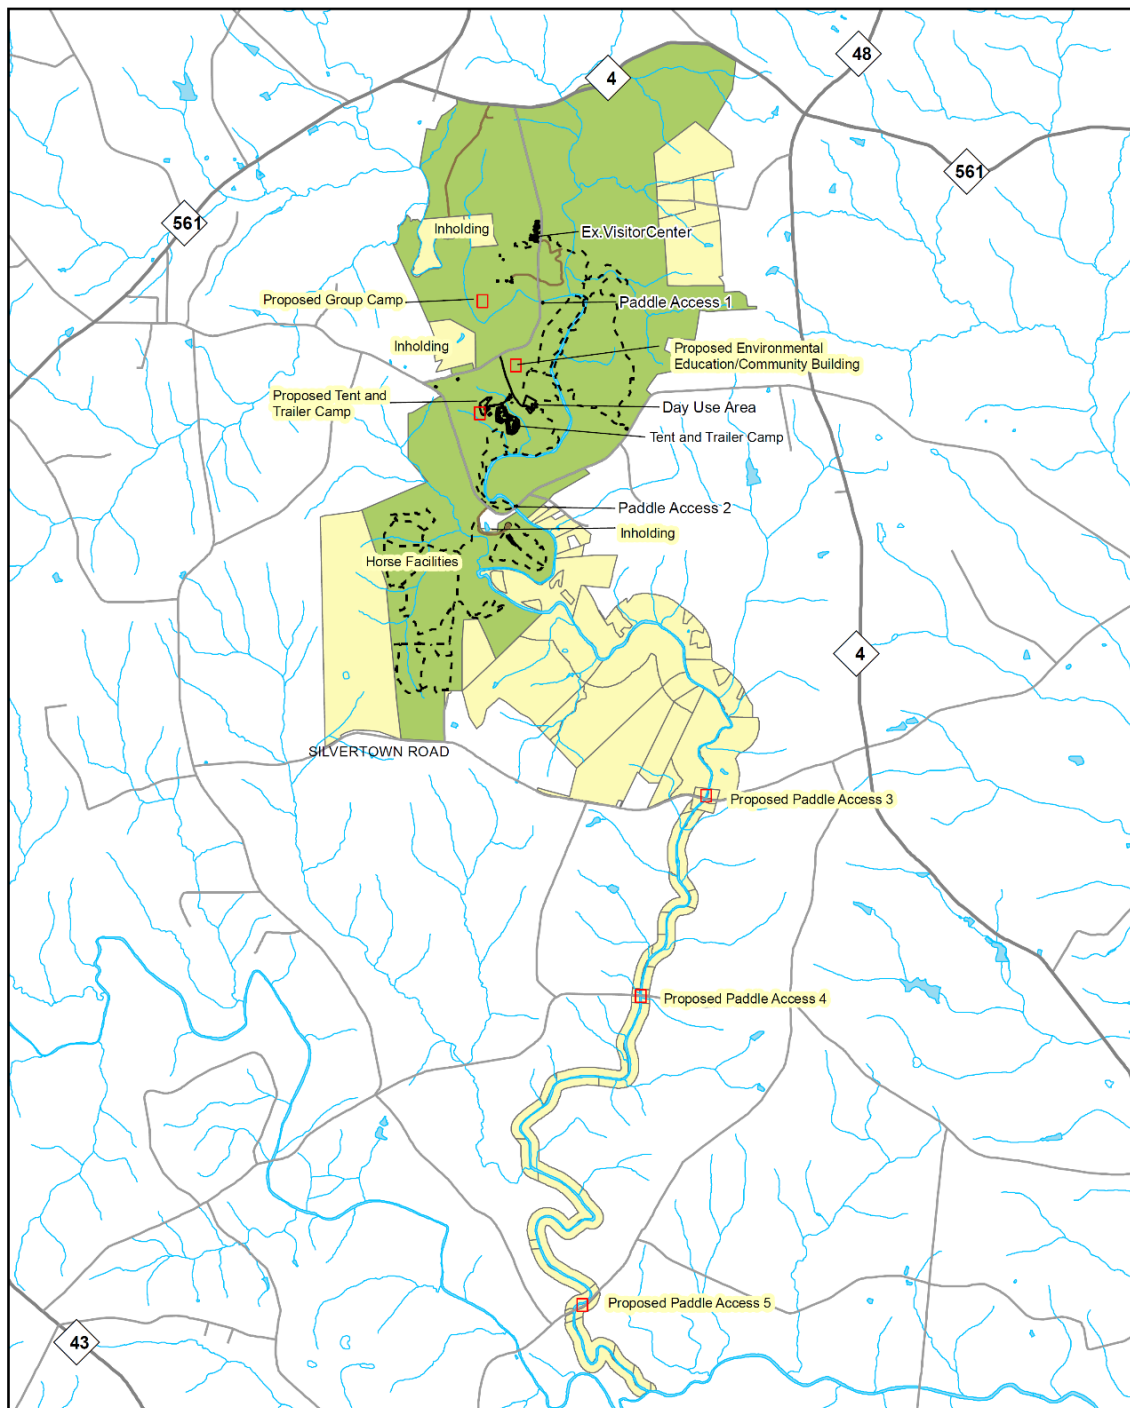 48
4
561
561
Inholding
Ex.VisitorCenter
Proposed Group Camp
Paddle Access 1
Inholding
Proposed Environmental
Education/Community Building
Proposed Tent and
Trailer Camp
Day Use Area
Tent and Trailer Camp
Paddle Access 2
Inholding
Horse Facilities
4
SILVERTOWN ROAD
Proposed Paddle Access 3
Proposed Paddle Access 4
Proposed Paddle Access 5
43